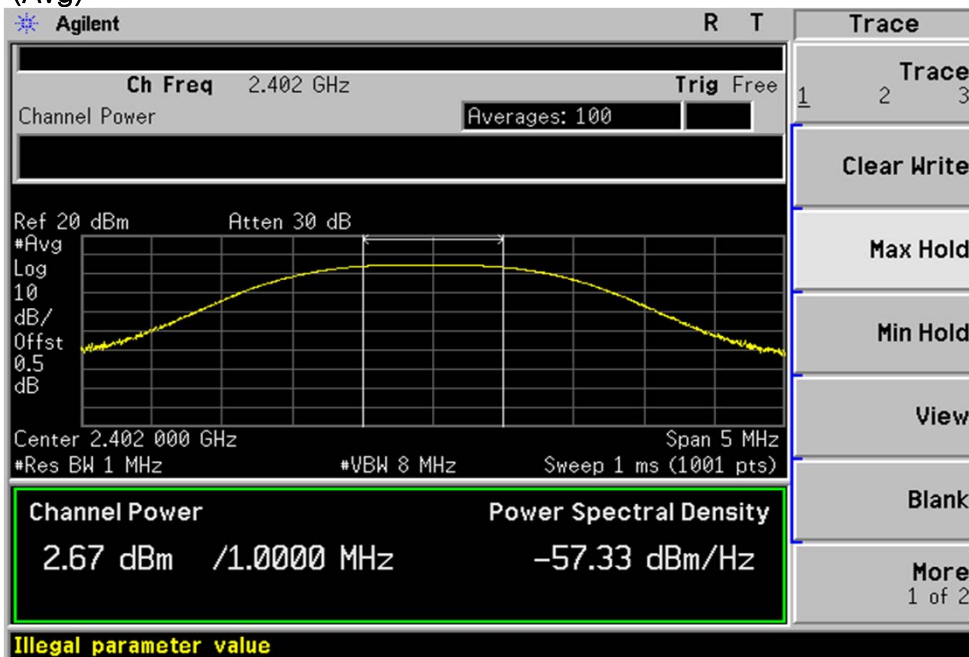 (Avg)
Agilent R T Trace
Ch Freq 2.402 GHz Trig Free
Trace
1 2 3
Channel Power Averages: 100
Clear Write
Ref 20 dBm Atten 30 dB
#Avg
Log
10
dB/
Offst
0.5
dB
Max Hold
Min Hold
View
Center 2.402 000 GHz Span 5 MHz
#Res BW 1 MHz #VBW 8 MHz Sweep 1 ms (1001 pts)
Channel Power Power Spectral Density
2.67 dBm /1.0000 MHz -57.33 dBm/Hz
Blank
More
1 of 2
Illegal parameter value